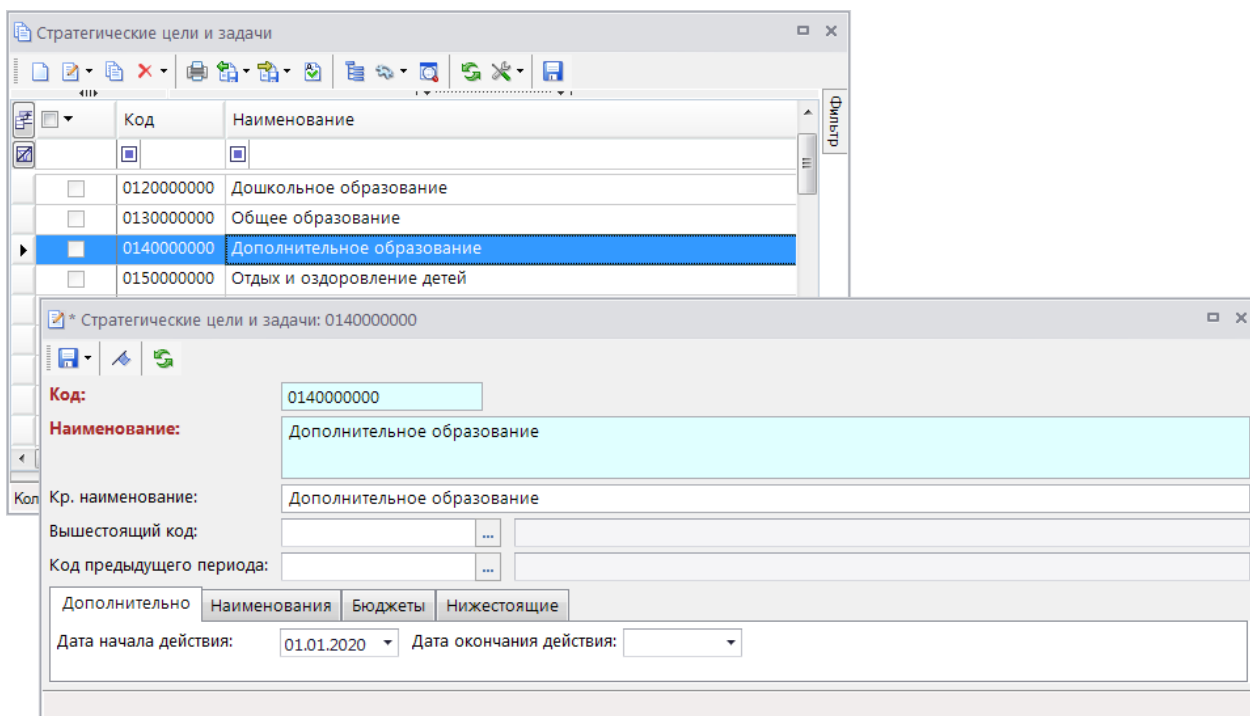 Стратегические цели и задачи
Фильтр
Код Наименование
0120000000 Дошкольное образование
0130000000 Общее образование
0140000000 Дополнительное образование
0150000000 Отдых и оздоровление детей
* Стратегические цели и задачи: 0140000000
Код: 0140000000
Наименование: Дополнительное образование
Кол
Кр. наименование: Дополнительное образование
Вышестоящий код: ...
Код предыдущего периода: ...
Дополнительно Наименования Бюджеты Нижестоящие
Дата начала действия: 01.01.2020 Дата окончания действия: